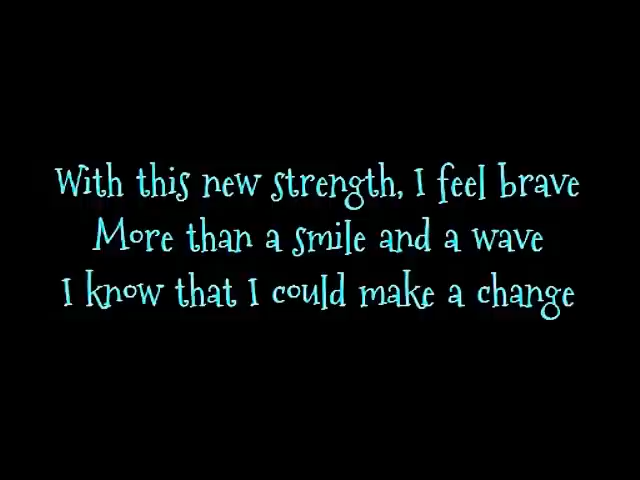 With this new strength, I feel brave
More than a smile and a wave
I know that I could make a change